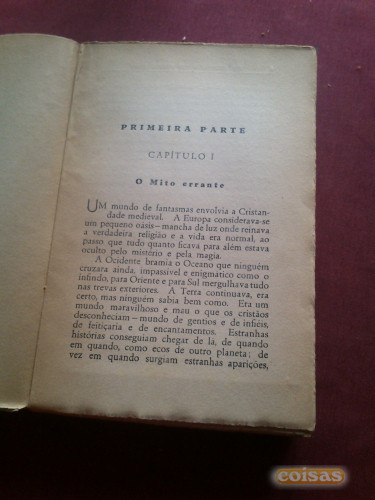 PRIMEIRA PARTE
CAPÍTULO I
O Mito errante
UM mundo de fantasmas envolvia a Cristan-
dade medieval. A Europa considerava-se
um pequeno oásis—mancha de luz onde reinava
a verdadeira religião e a vida era normal, ao
passo que tudo quanto ficava para além estava
oculto pelo mistério e pela magia.
A Ocidente bramia o Oceano que ninguém
cruzara ainda, impassível e enigmático como o
infindo, para Oriente e para Sul mergulhava tudo
nas trevas exteriores. A Terra continuava, era
certo, mas ninguém sabia bem como. Era um
mundo maravilhoso e mau o que os cristãos
desconheciam—mundo de gentios e de infiéis,
de feitiçaria e de encantamentos. Estranhas
histórias conseguiam chegar de lá, de quando
em quando, como ecos de outro planeta; de
vez em quando surgiam estranhas aparições,
coisas